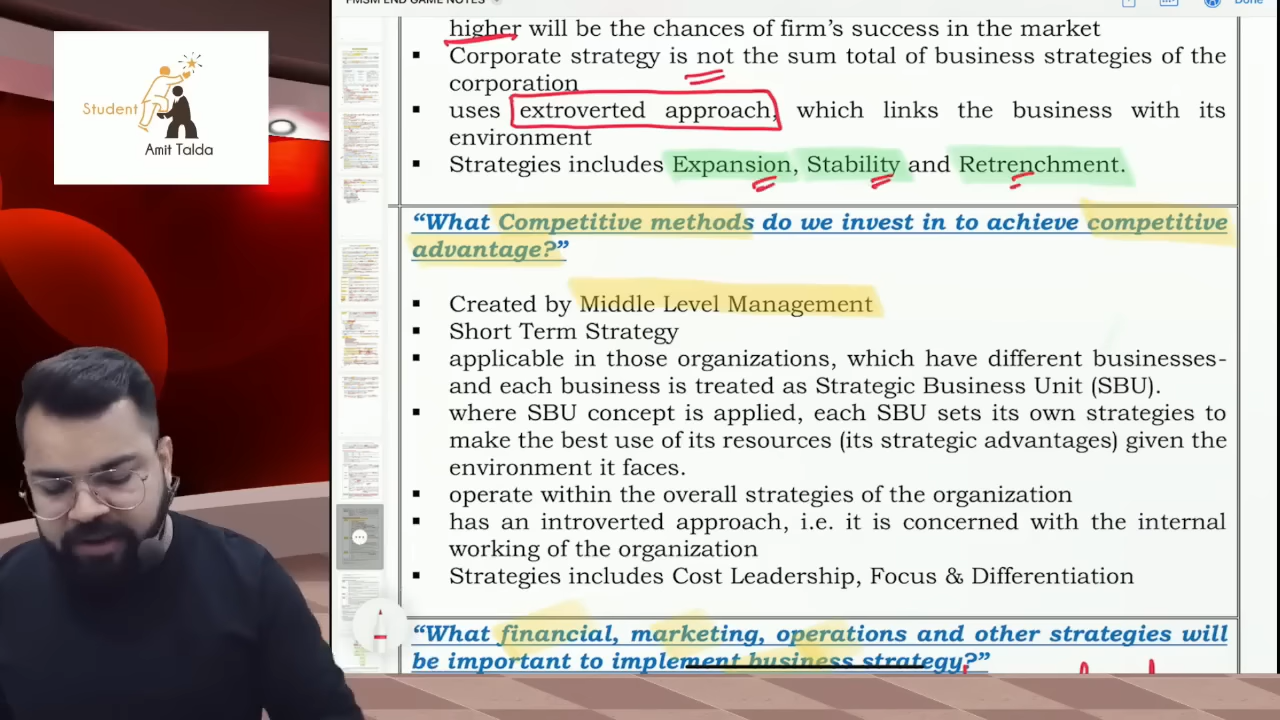 FMSM END GAME NOTES
Done
Student
Amit Talda
higher will be the chances of firm's success in the market
Corporate strategy is not the sum total of business strategies of the
corporation
extroverted approach, which links the business with its
environment
Strategies includes Expansion, Stability and Retrenchment.
"What Competitive methods do we invest in to achieve competitive
advantage?"
Created by Middle Level Management
Short Term Strategy
applicable in those organizations, which have different businesses
and each business is treated as Strategic Business Unit (SBU).
where SBU concept is applied, each SBU sets its own strategies to
make the best use of its resources (its strategic advantages) given the
environment it faces.
operate within the overall strategies of the organization
has an introverted approach, i.e. it is concerned with the internal
working of the organization
Strategies includes Cost Leadership, Focus & Differentiation
"What financial, marketing, operations and other strategies will
be important to implement business strategy?"